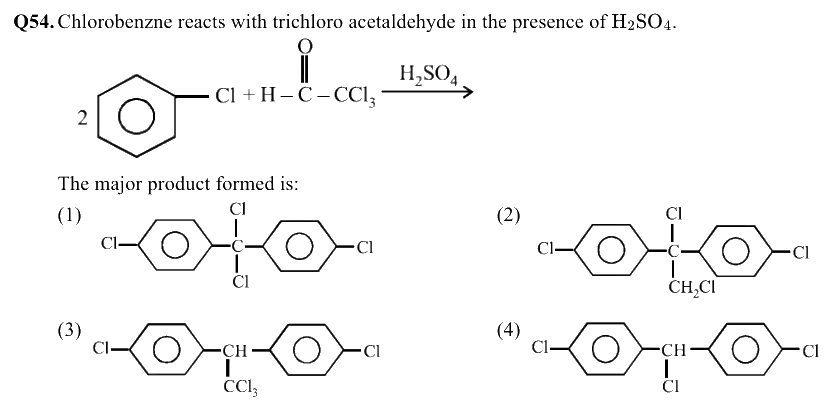 Q54. Chlorobenzne reacts with trichloro acetaldehyde in the presence of H₂SO₄.
O
2 Cl + H – C – CCl₃ H₂SO₄
The major product formed is:
(1) Cl Cl C Cl Cl
(2) Cl Cl C Cl CH₂Cl
(3) Cl CH Cl CCl₃
(4) Cl CH Cl Cl